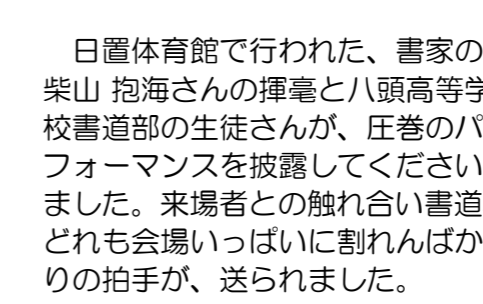 日置体育館で行われた、書家の
柴山 抱海さんの揮毫と八頭高等学
校書道部の生徒さんが、圧巻のパ
フォーマンスを披露してください
ました。来場者との触れ合い書道
どれも会場いっぱいに割れんばか
りの拍手が、送られました。